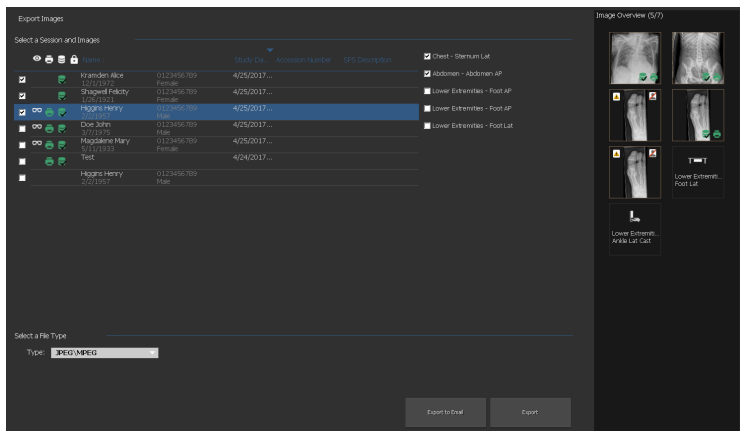 Export Images
Image Overview (5/7)
Select a Session and Images
Name Study Da... Accession Number SPS Description
Kramden Alice 0123456789 4/25/2017...
12/1/1972 Female
Shagwell Felicity 0123456789 4/25/2017...
1/26/1921 Female
Higgins Henry 0123456789 4/25/2017...
2/2/1957 Male
Doe John 0123456789 4/25/2017...
3/7/1975 Male
Magdalene Mary 0123456789 4/25/2017...
5/11/1933 Female
Test 4/24/2017...
Higgins Henry 0123456789
2/2/1957 Male
Chest - Sternum Lat
Abdomen - Abdomen AP
Lower Extremities - Foot AP
Lower Extremities - Foot AP
Lower Extremities - Foot Lat
Lower Extremiti...
Foot Lat
Lower Extremiti...
Ankle Lat Cast
Select a File Type
Type: JPEG\MPEG
Export to Email Export